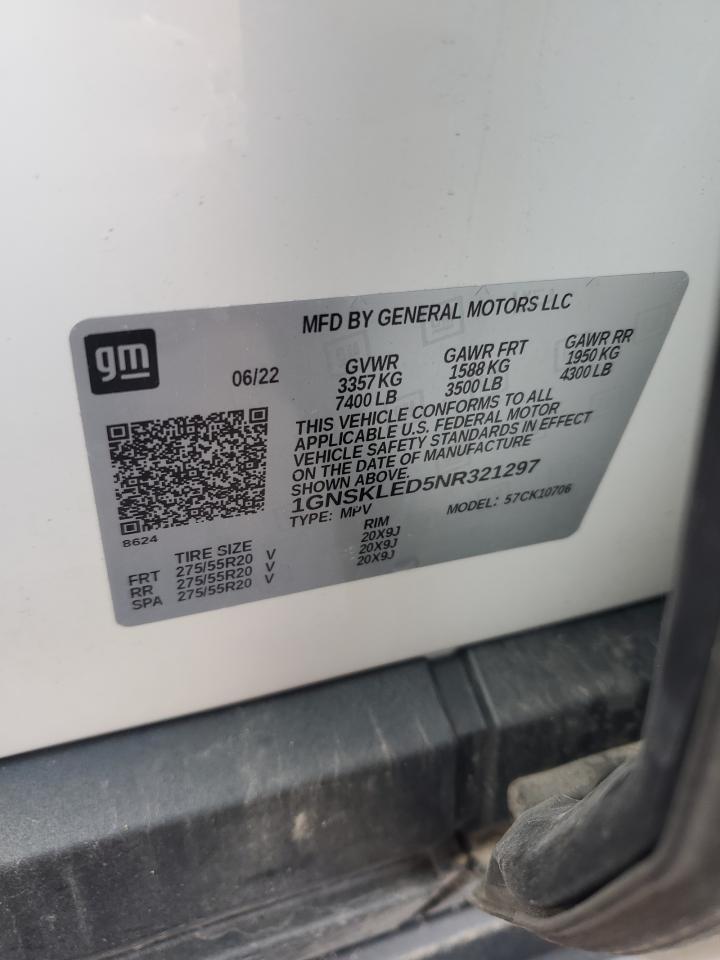 MFD BY GENERAL MOTORS LLC
gm
06/22
GVWR
3357 KG
7400 LB
GAWR FRT
1588 KG
3500 LB
GAWR RR
1950 KG
4300 LB
THIS VEHICLE CONFORMS TO ALL
APPLICABLE U.S. FEDERAL MOTOR
VEHICLE SAFETY STANDARDS IN EFFECT
ON THE DATE OF MANUFACTURE
SHOWN ABOVE.
1GNSKLED5NR321297
TYPE: MPV
MODEL: 57CK10706
8624
TIRE SIZE
RIM
FRT 275/55R20 V 20X9J
RR 275/55R20 V 20X9J
SPA 275/55R20 V 20X9J